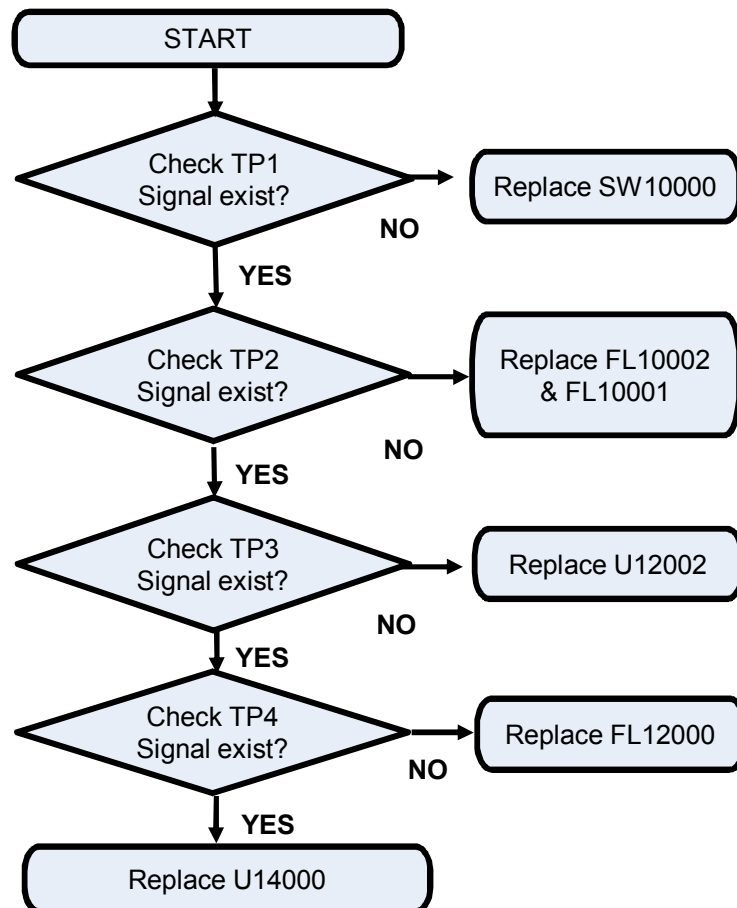 START
Check TP1
Signal exist?
Replace SW10000
NO
YES
Check TP2
Signal exist?
Replace FL10002
& FL10001
NO
YES
Check TP3
Signal exist?
Replace U12002
NO
YES
Check TP4
Signal exist?
Replace FL12000
NO
YES
Replace U14000